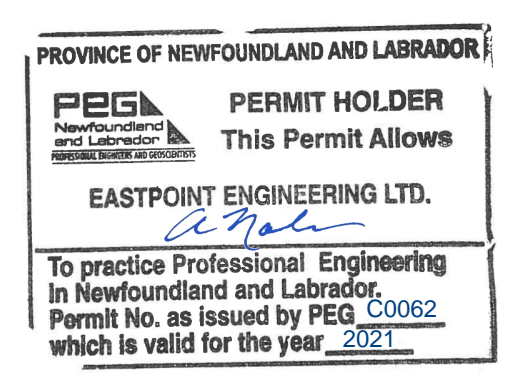 PROVINCE OF NEWFOUNDLAND AND LABRADOR
PEG
Newfoundland
and Labrador
PROFESSIONAL ENGINEERS AND GEOSCIENTISTS
PERMIT HOLDER
This Permit Allows
EASTPOINT ENGINEERING LTD.
To practice Professional Engineering
in Newfoundland and Labrador.
Permit No. as issued by PEG C0062
which is valid for the year 2021